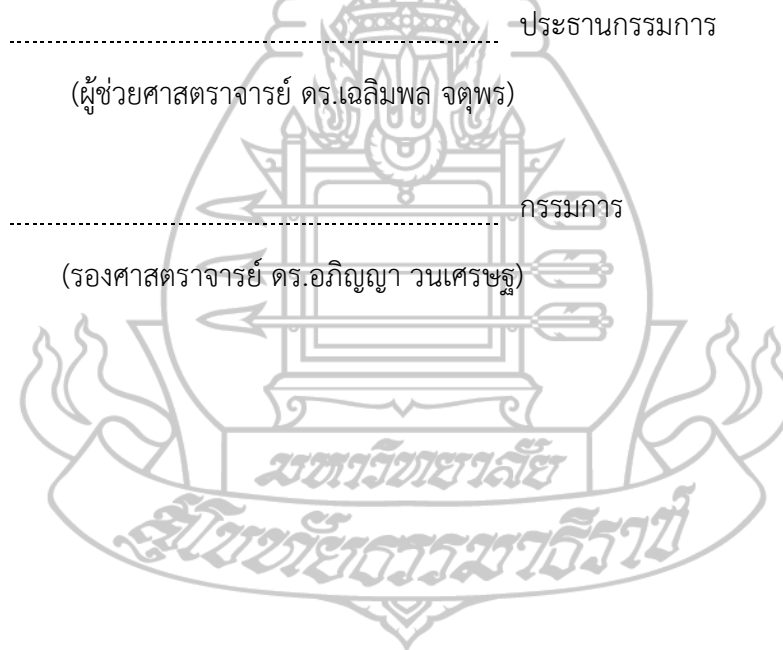 ประธานกรรมการ
(ผู้ช่วยศาสตราจารย์ ดร.เฉลิมพล จตุพร)
กรรมการ
(รองศาสตราจารย์ ดร.อภิญญา วนเศรษฐ)
มหาวิทยาลัย
สุโขทัยธรรมาธิราช